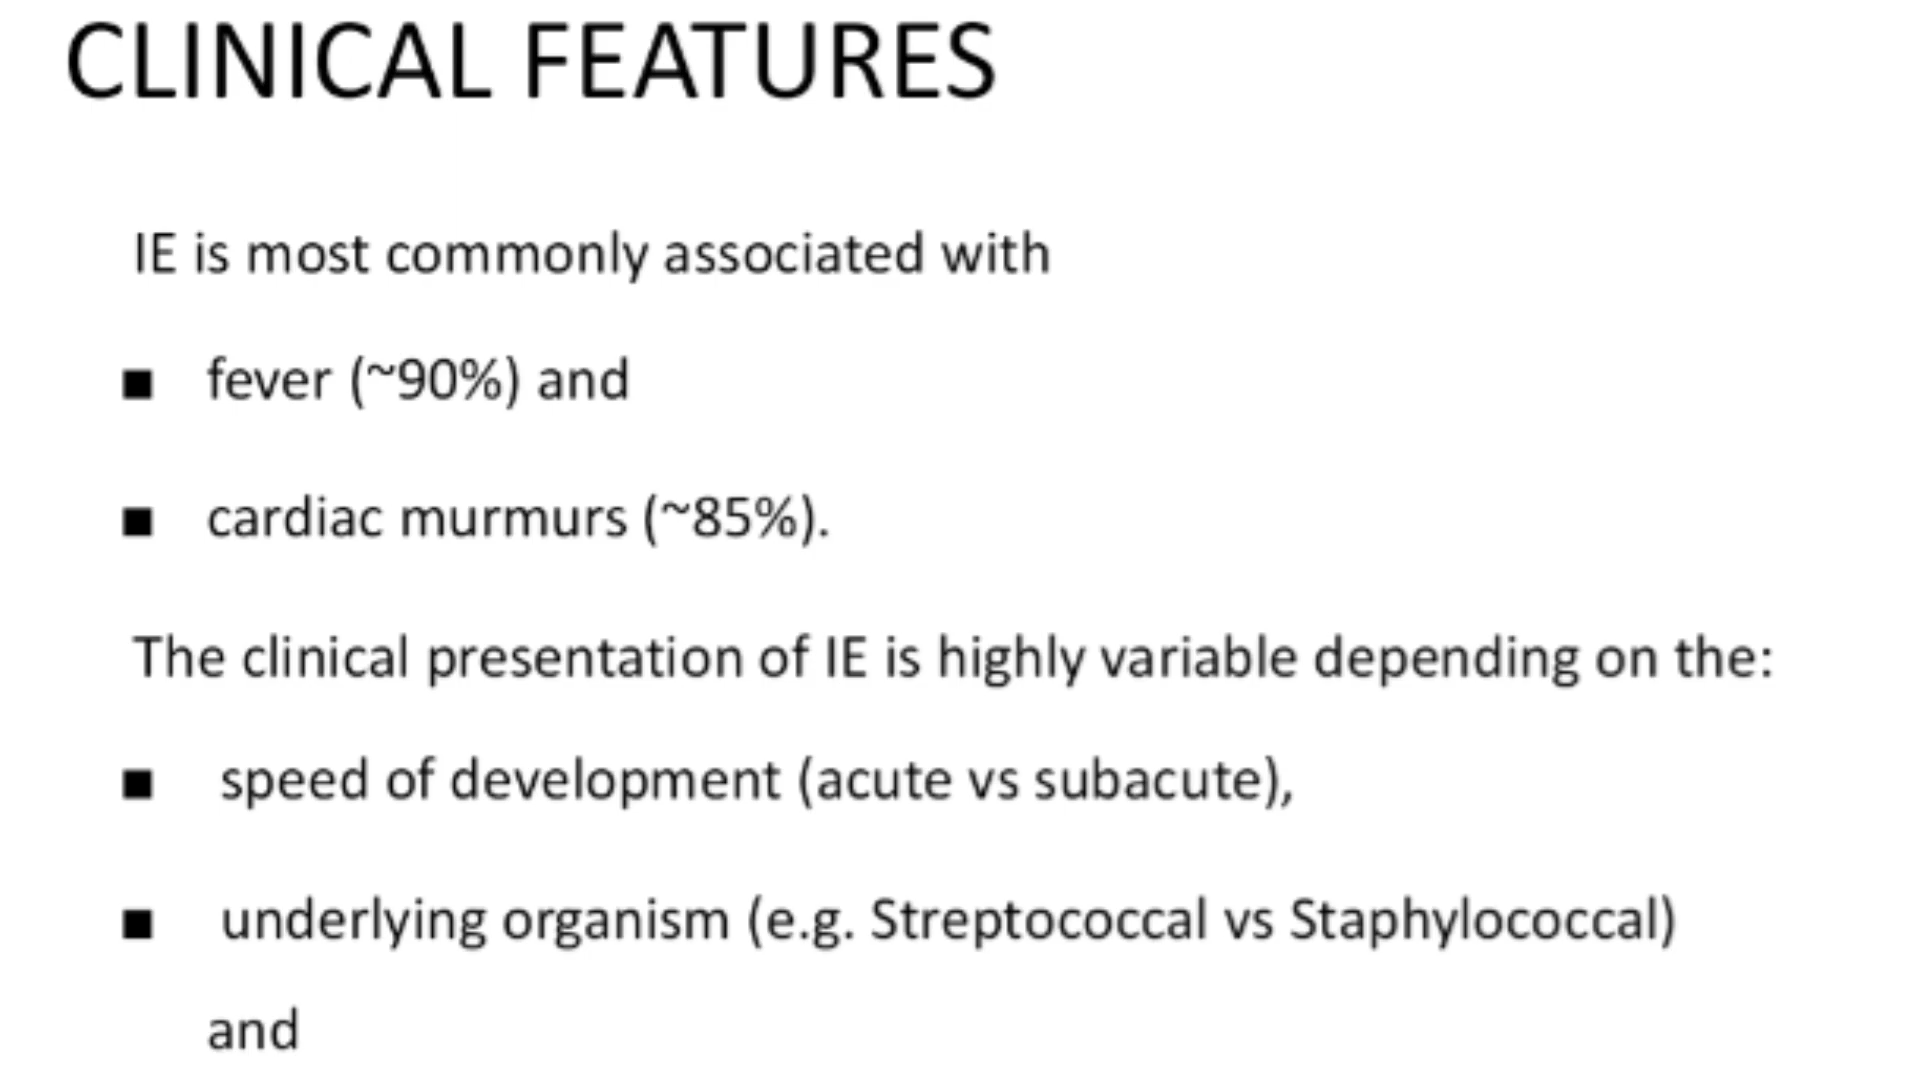 CLINICAL FEATURES
IE is most commonly associated with
■ fever (~90%) and
■ cardiac murmurs (~85%).
The clinical presentation of IE is highly variable depending on the:
■ speed of development (acute vs subacute),
■ underlying organism (e.g. Streptococcal vs Staphylococcal)
and